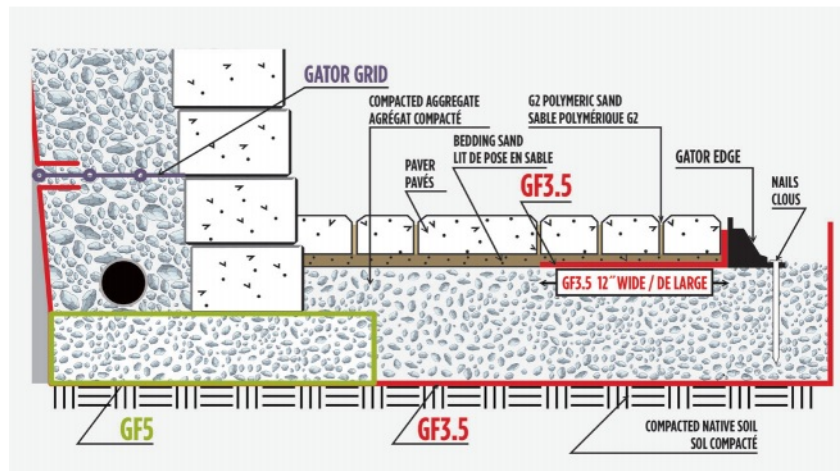 GATOR GRID
COMPACTED AGGREGATE
AGRÉGAT COMPACTÉ
G2 POLYMERIC SAND
SABLE POLYMÉRIQUE G2
BEDDING SAND
LIT DE POSE EN SABLE
PAVER
PAVÉS
GF3.5
GATOR EDGE
NAILS
CLOUS
GF3.5 12" WIDE / DE LARGE
GF5
GF3.5
COMPACTED NATIVE SOIL
SOL COMPACTÉ